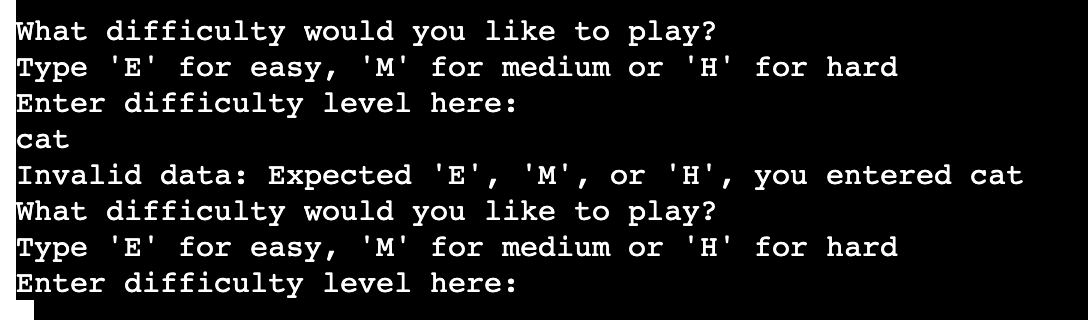 What difficulty would you like to play?
Type 'E' for easy, 'M' for medium or 'H' for hard
Enter difficulty level here:
cat
Invalid data: Expected 'E', 'M', or 'H', you entered cat
What difficulty would you like to play?
Type 'E' for easy, 'M' for medium or 'H' for hard
Enter difficulty level here: